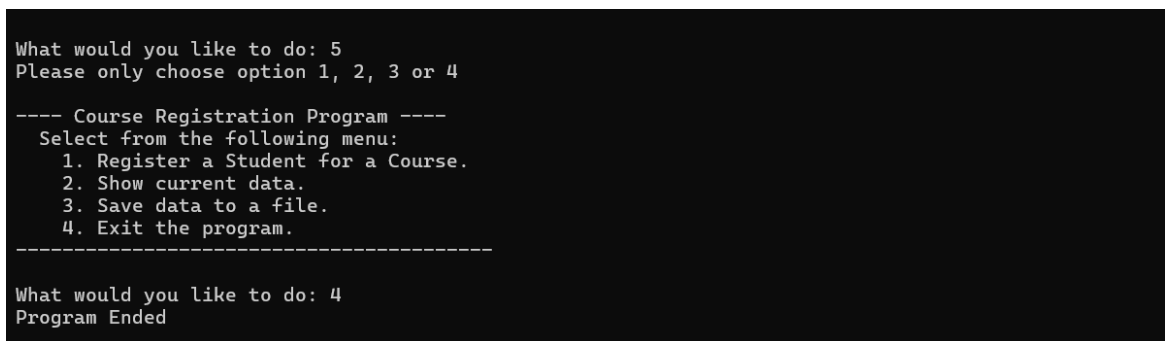 What would you like to do: 5
Please only choose option 1, 2, 3 or 4
---- Course Registration Program ----
Select from the following menu:
1. Register a Student for a Course.
2. Show current data.
3. Save data to a file.
4. Exit the program.
-----------------------------------------
What would you like to do: 4
Program Ended